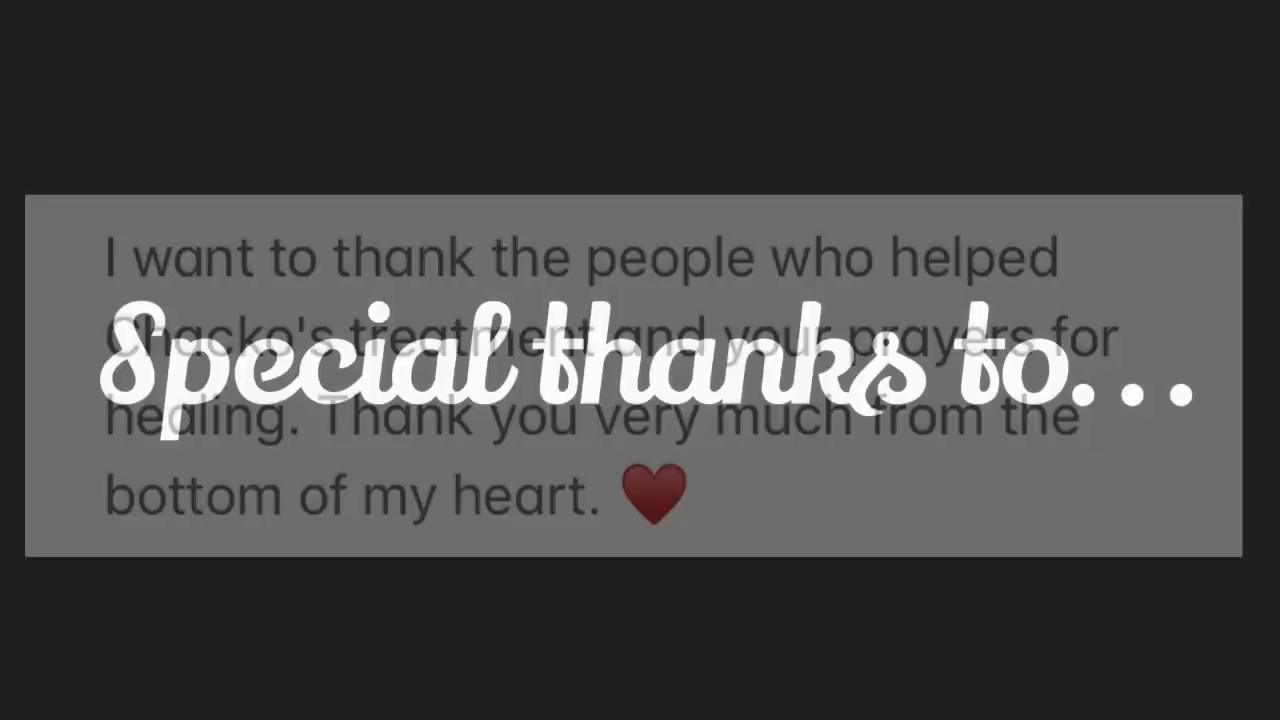 I want to thank the people who helped
Special thanks to...
Chacko's treatment and your prayers for
healing. Thank you very much from the
bottom of my heart. ♥